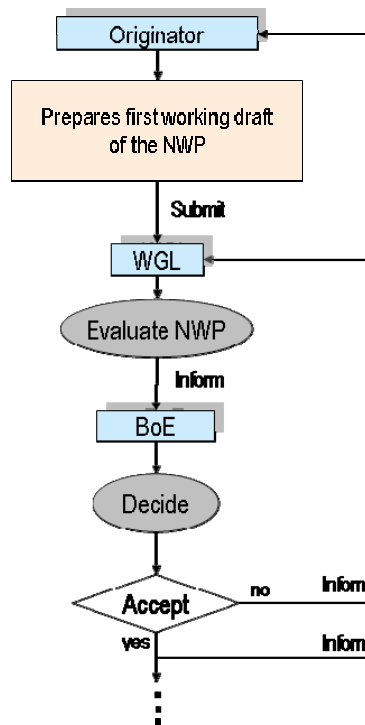 Originator
Prepares first working draft
of the NWP
Submit
WGL
Evaluate NWP
Inform
BoE
Decide
Accept
no
Inform
yes
Inform